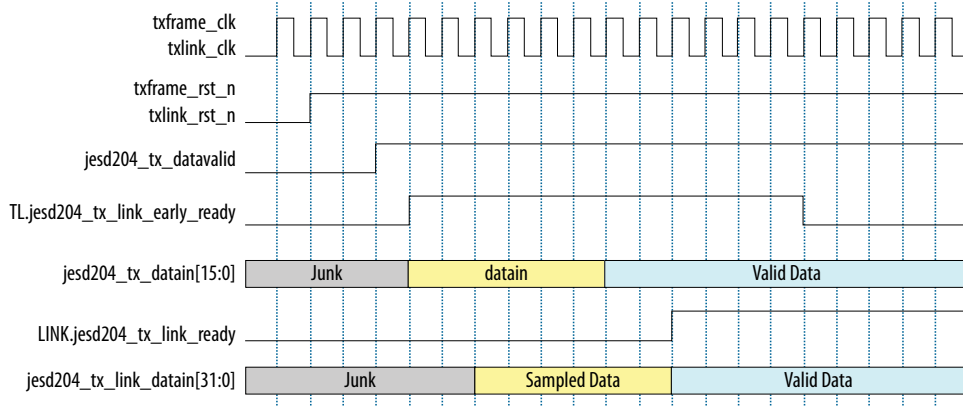 txframe_clk
txlink_clk
txframe_rst_n
txlink_rst_n
jesd204_tx_datavalid
TL.jesd204_tx_link_early_ready
jesd204_tx_datain[15:0] Junk datain Valid Data
LINK.jesd204_tx_link_ready
jesd204_tx_link_datain[31:0] Junk Sampled Data Valid Data